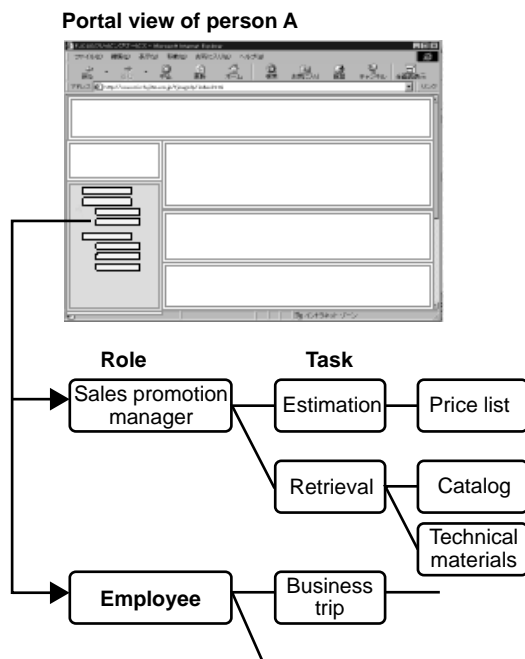 Portal view of person A
Role
Task
Sales promotion
manager
Estimation
Price list
Retrieval
Catalog
Technical
materials
Employee
Business
trip